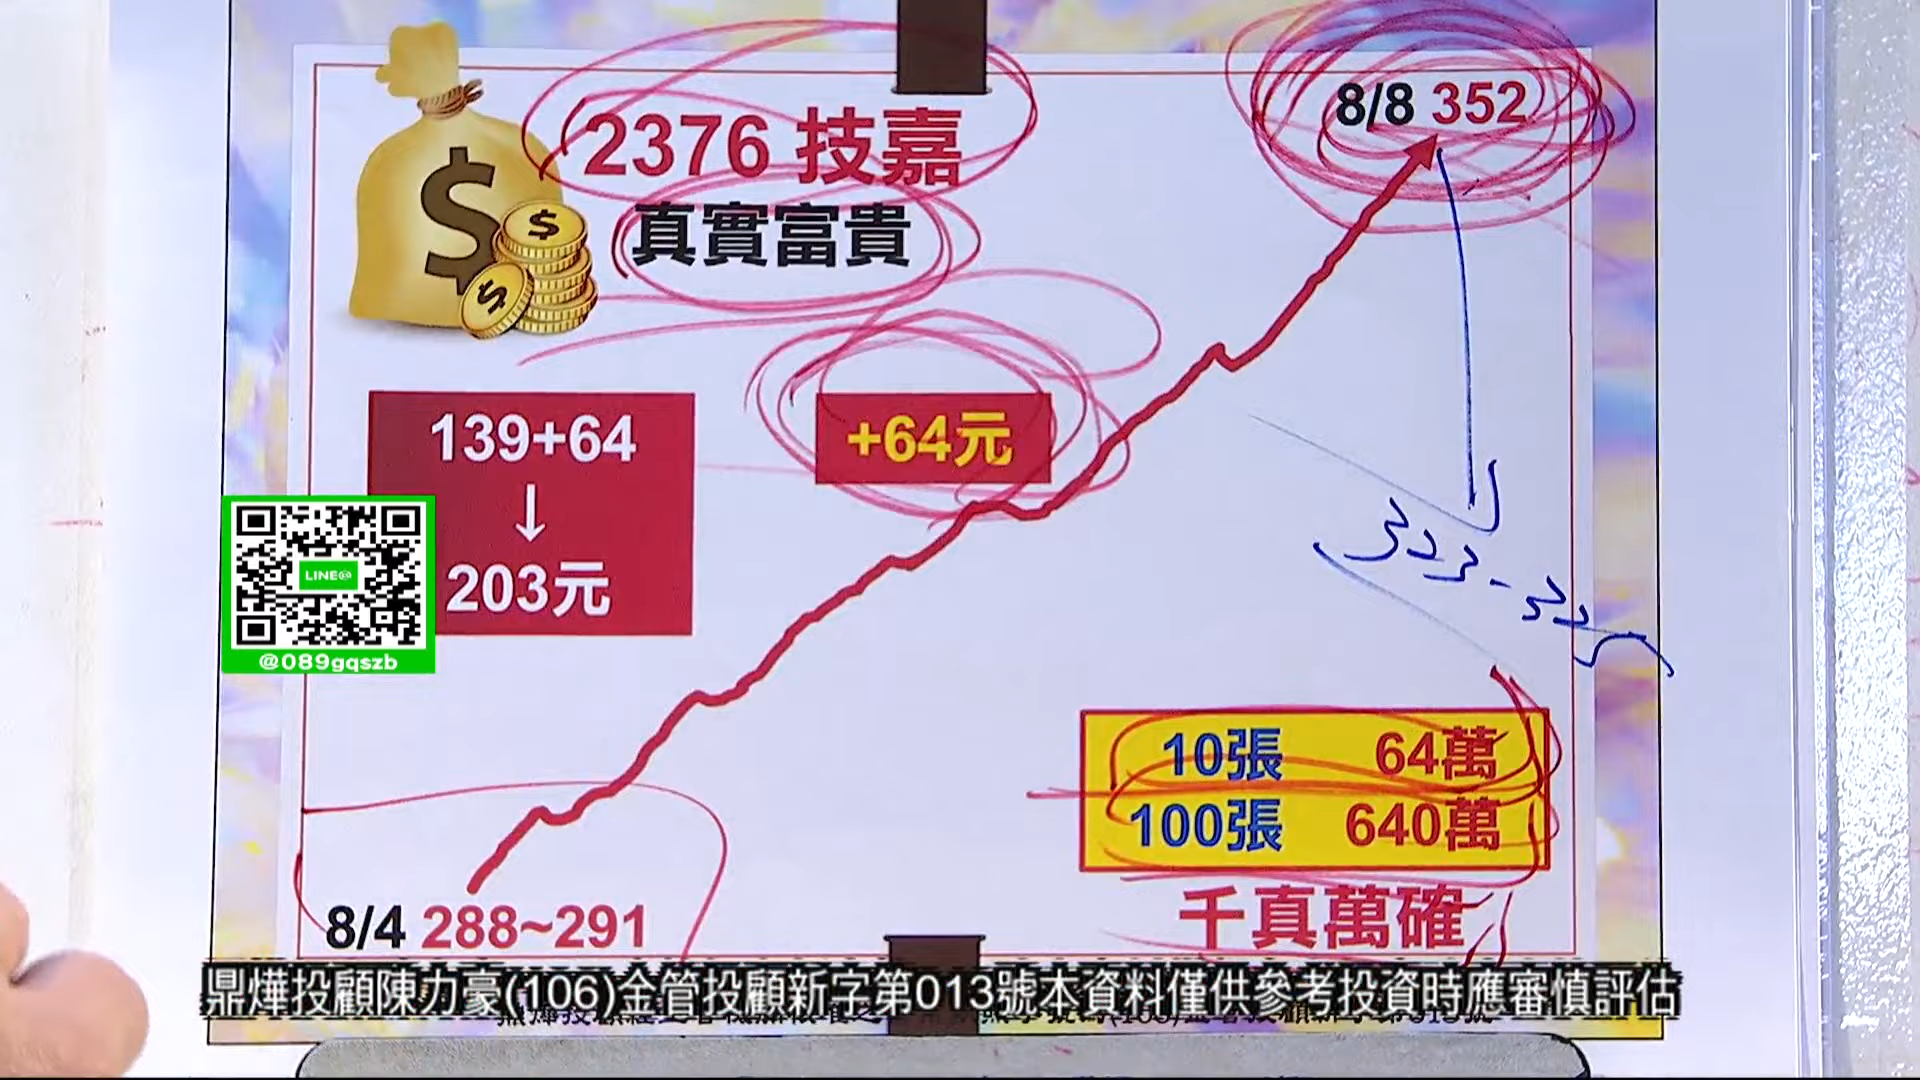 8/8 352
2376 技嘉
真實富貴
139+64
↓
203元
+64元
323-325
LINE@
@089gqszb
10張 64萬
100張 640萬
千真萬確
8/4 288~291
鼎燁投顧陳力豪(106)金管投顧新字第013號本資料僅供參考投資時應審慎評估